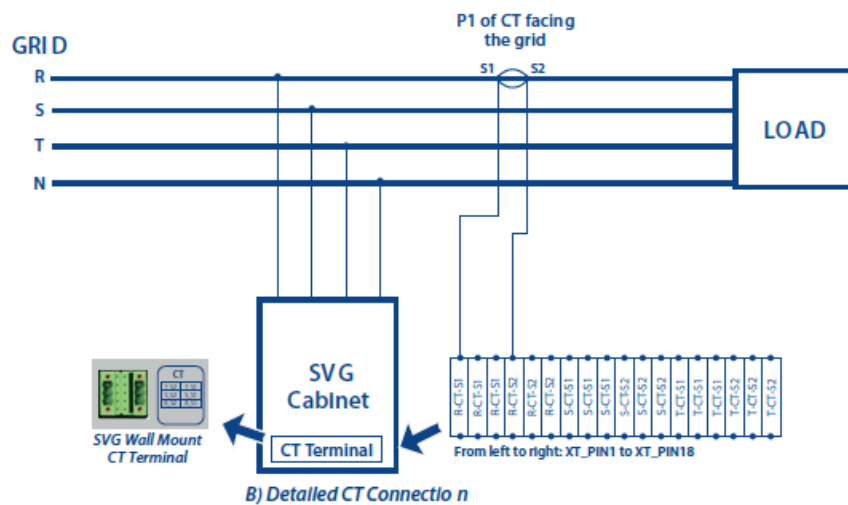 P1 of CT facing
the grid
GRID
R
S1
S2
S
T
N
LOAD
SVG
Cabinet
CT Terminal
CT
SVG Wall Mount
CT Terminal
R-CT-S1
R-CT-S1
R-CT-S1
R-CT-S2
R-CT-S2
R-CT-S2
S-CT-S1
S-CT-S1
S-CT-S1
S-CT-S2
S-CT-S2
S-CT-S2
T-CT-S1
T-CT-S1
T-CT-S1
T-CT-S2
T-CT-S2
T-CT-S2
From left to right: XT_PIN1 to XT_PIN18
B) Detailed CT Connection